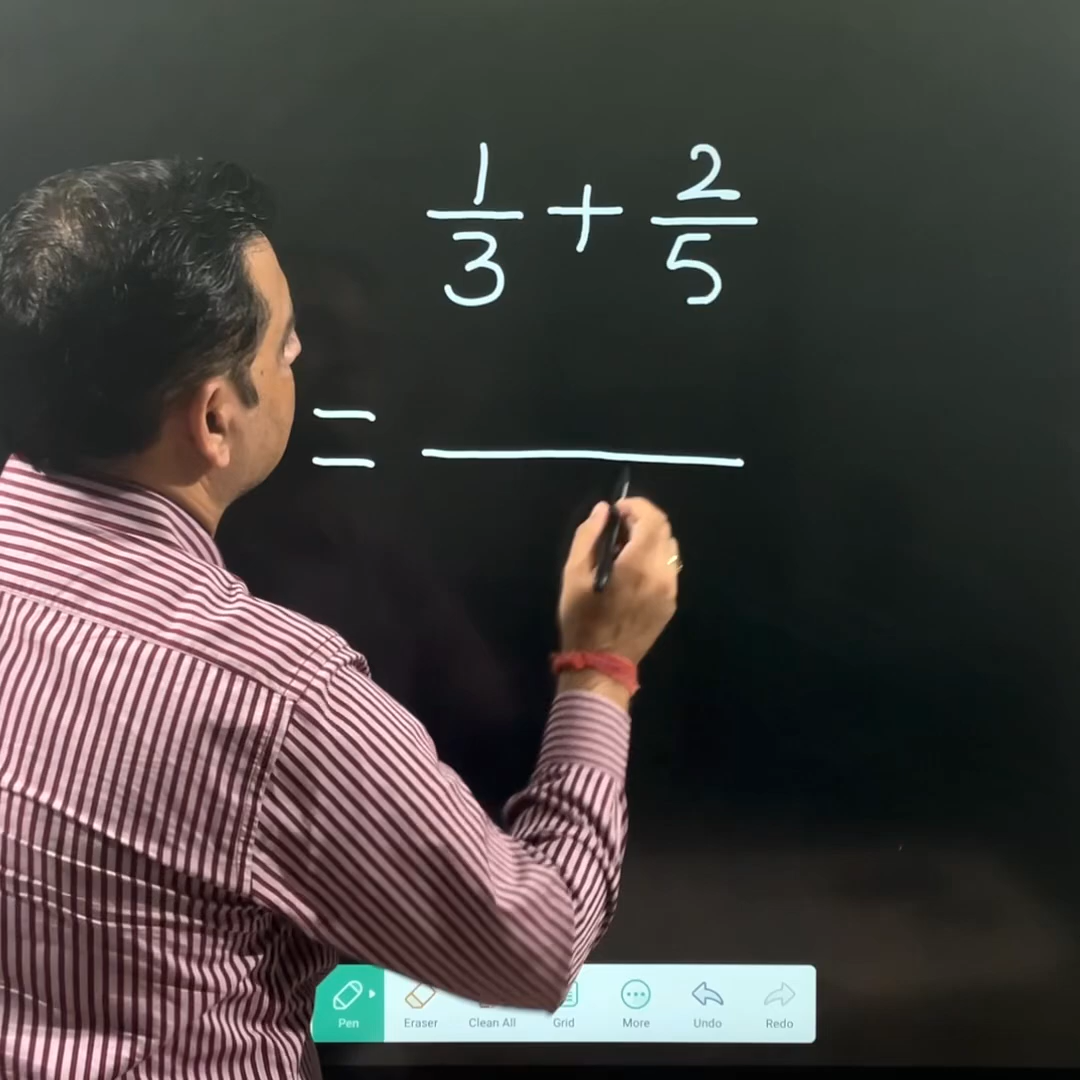 1/3 + 2/5
=
Pen Eraser Clean All Grid More Undo Redo